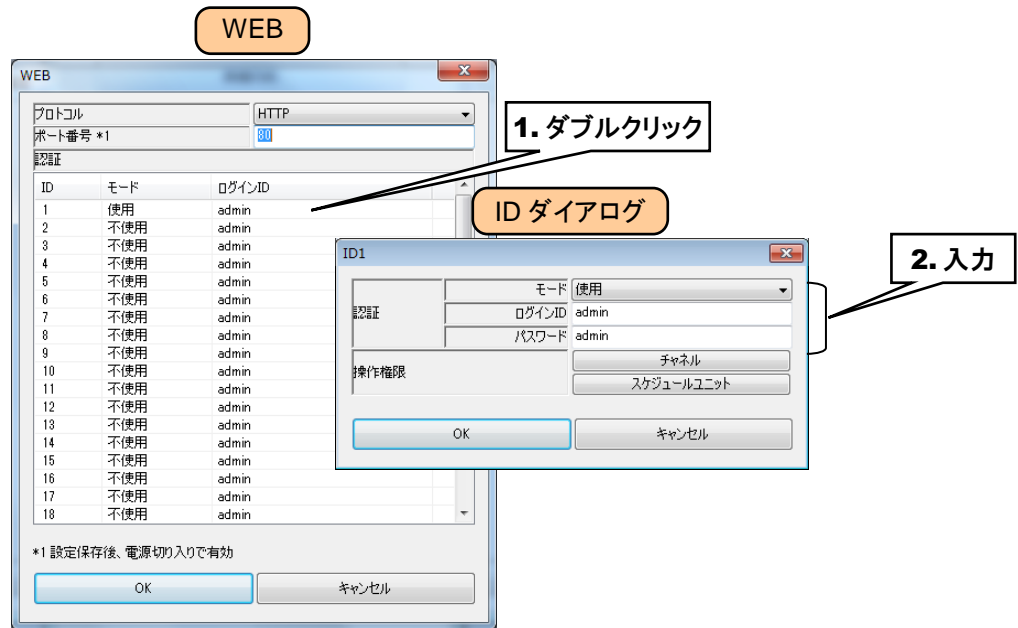 WEB
WEB
プロトコル HTTP
ポート番号 *1 80
認証
ID モード ログインID
1 使用 admin
2 不使用 admin
3 不使用 admin
4 不使用 admin
5 不使用 admin
6 不使用 admin
7 不使用 admin
8 不使用 admin
9 不使用 admin
10 不使用 admin
11 不使用 admin
12 不使用 admin
13 不使用 admin
14 不使用 admin
15 不使用 admin
16 不使用 admin
17 不使用 admin
18 不使用 admin
*1 設定保存後、電源切り入りで有効
OK キャンセル
1. ダブルクリック
ID ダイアログ
ID1
認証
モード 使用
ログインID admin
パスワード admin
操作権限
チャネル
スケジュールユニット
OK キャンセル
2. 入力